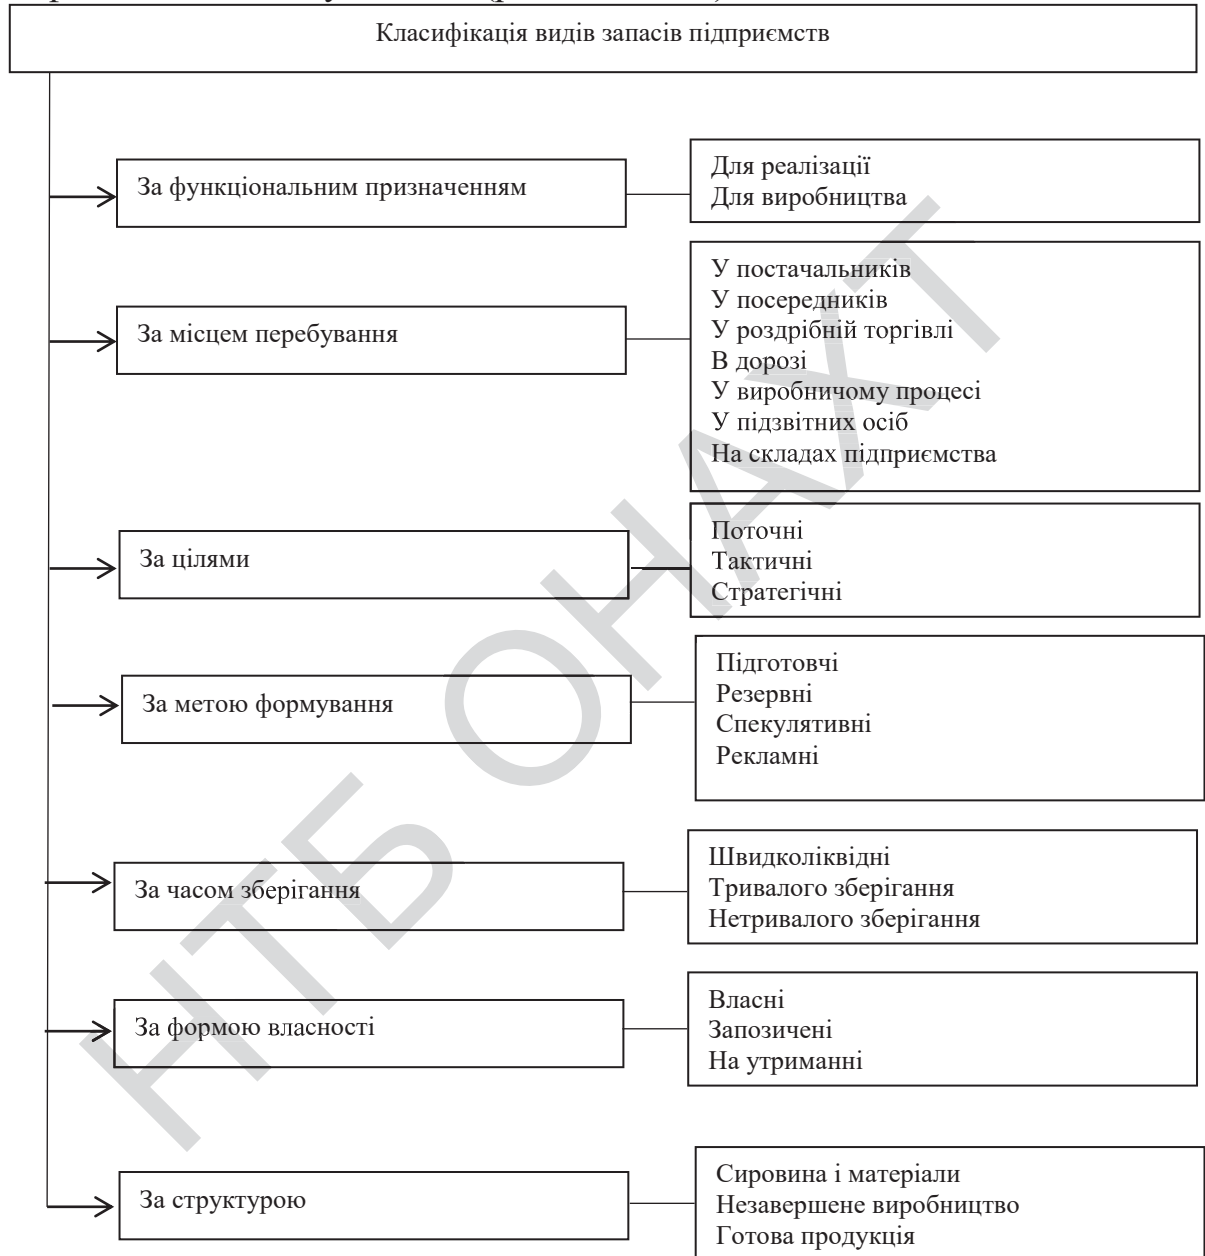 Класифікація видів запасів підприємств
За функціональним призначенням
Для реалізації
Для виробництва
За місцем перебування
У постачальників
У посередників
У роздрібній торгівлі
В дорозі
У виробничому процесі
У підзвітних осіб
На складах підприємства
За цілями
Поточні
Тактичні
Стратегічні
За метою формування
Підготовчі
Резервні
Спекулятивні
Рекламні
За часом зберігання
Швидколіквідні
Тривалого зберігання
Нетривалого зберігання
За формою власності
Власні
Запозичені
На утриманні
За структурою
Сировина і матеріали
Незавершене виробництво
Готова продукція
НТБ ОНАХТ